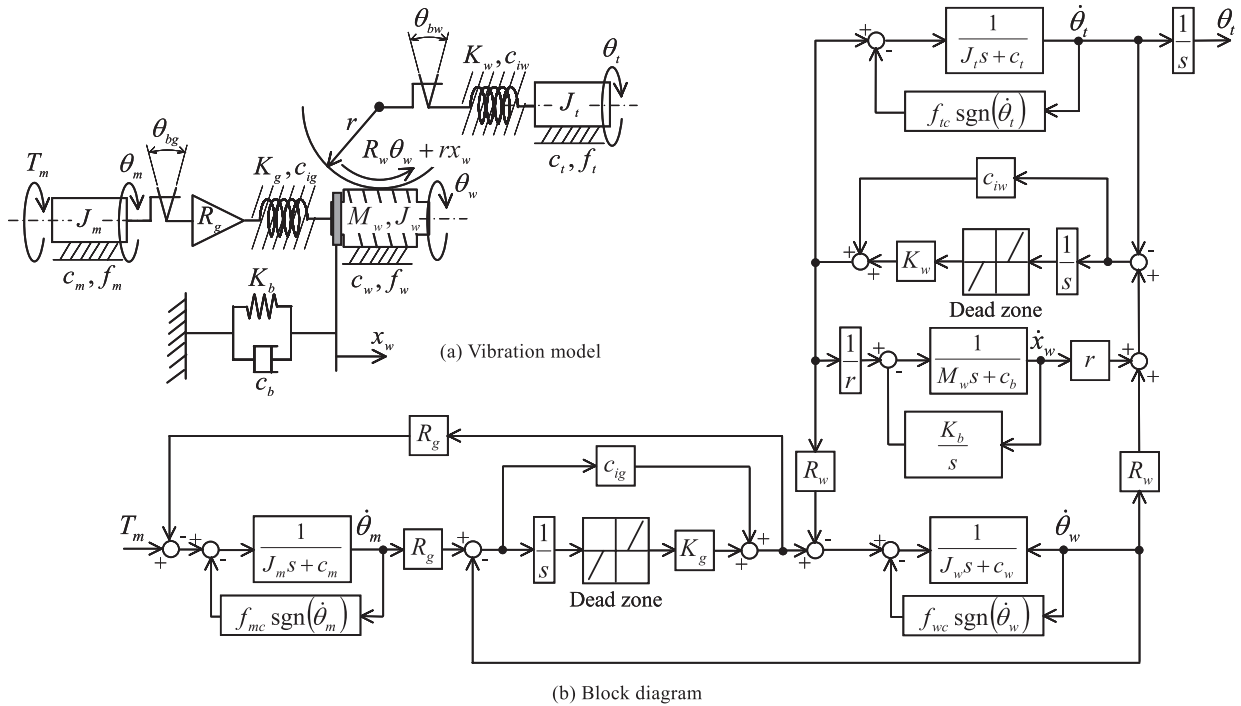 θ_bw
K_w, c_iw
θ_t
J_t
c_t, f_t
r
R_wθ_w + rx_w
θ_bg
T_m
θ_m
J_m
c_m, f_m
R_g
K_g, c_ig
M_w, J_w
θ_w
c_w, f_w
K_b
c_b
x_w
(a) Vibration model
+
-
1
J_t s + c_t
θ̇_t
1
s
θ_t
f_tc sgn(θ̇_t)
c_iw
+
+
K_w
1
s
-
+
Dead zone
1
r
+
-
1
M_w s + c_b
ẋ_w
r
+
+
K_b
s
R_w
R_w
R_g
c_ig
T_m
-
+
+
-
1
J_m s + c_m
θ̇_m
R_g
+
-
1
s
K_g
+
+
-
+
+
-
1
J_w s + c_w
θ̇_w
Dead zone
f_mc sgn(θ̇_m)
f_wc sgn(θ̇_w)
(b) Block diagram